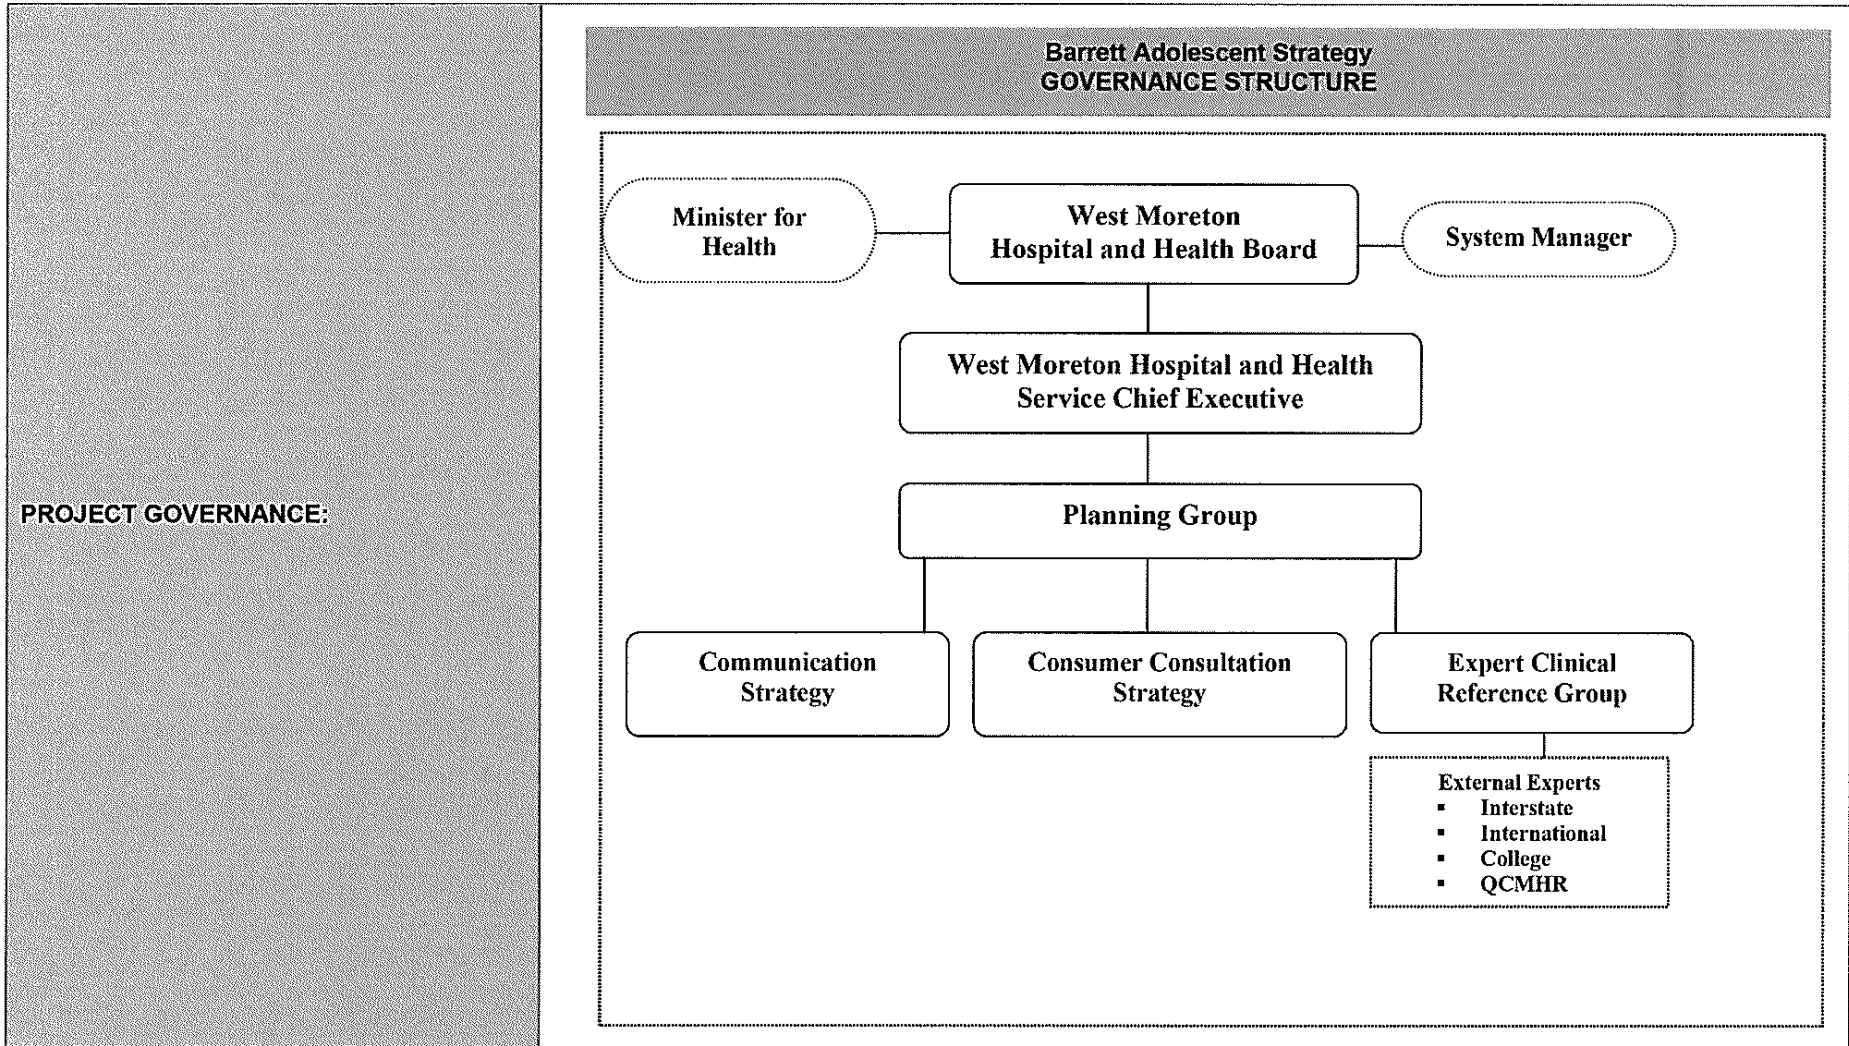 Barrett Adolescent Strategy
GOVERNANCE STRUCTURE
PROJECT GOVERNANCE:
Minister for
Health
West Moreton
Hospital and Health Board
System Manager
West Moreton Hospital and Health
Service Chief Executive
Planning Group
Communication
Strategy
Consumer Consultation
Strategy
Expert Clinical
Reference Group
External Experts
▪ Interstate
▪ International
▪ College
▪ QCMHR